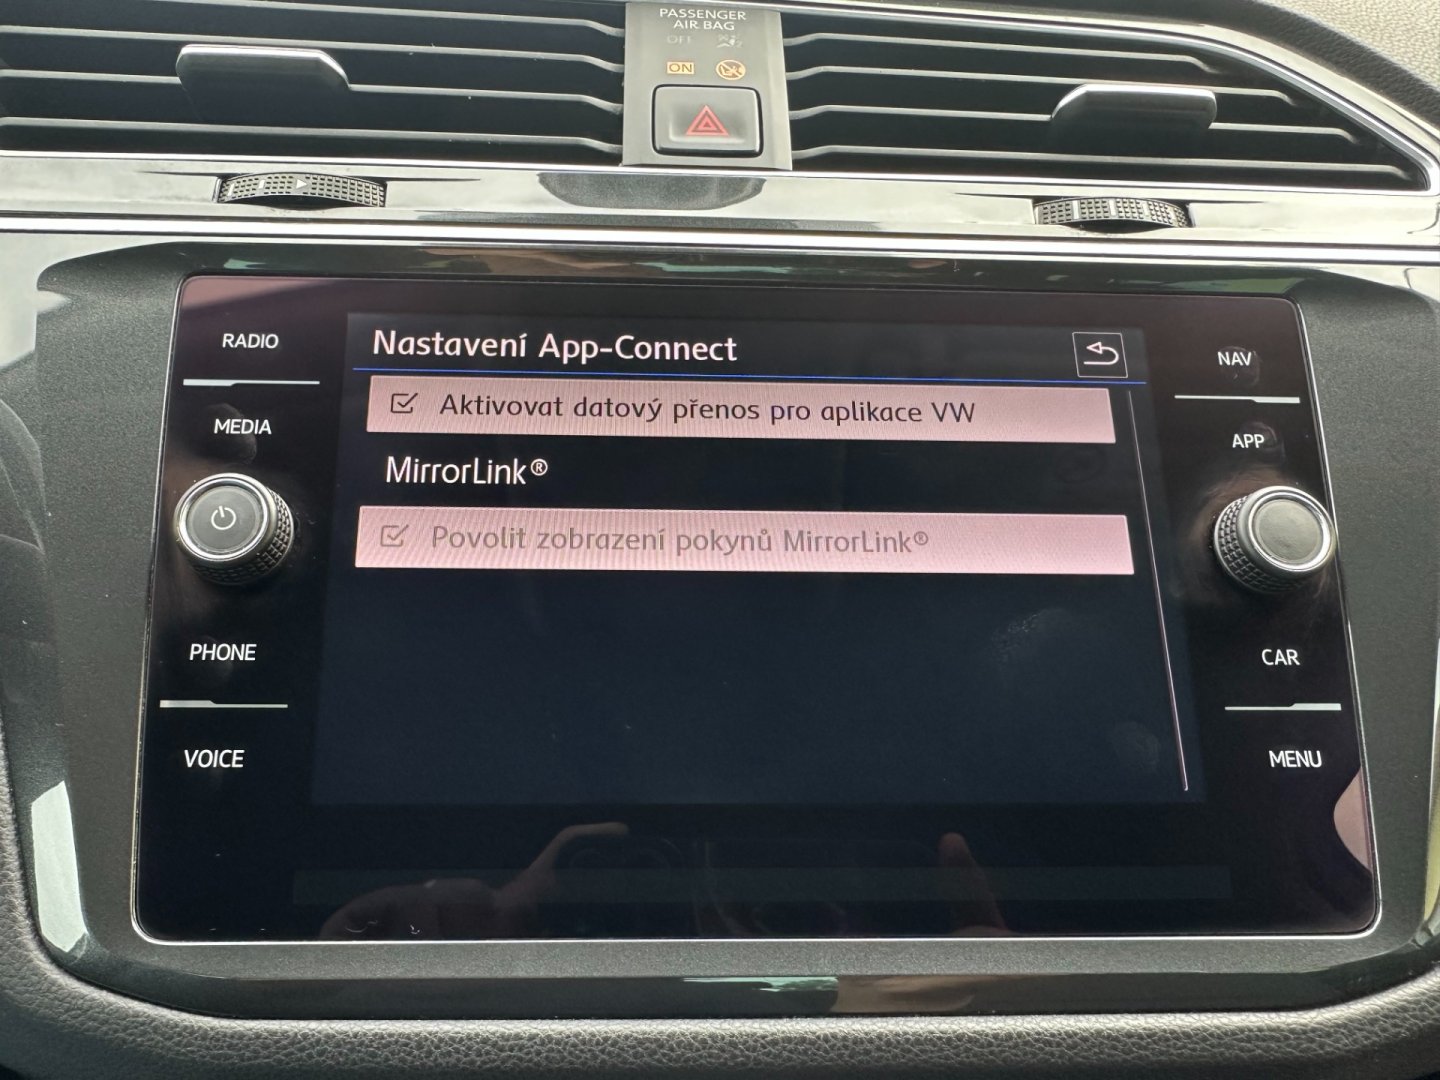 PASSENGER
AIR BAG
OFF
ON
RADIO
MEDIA
PHONE
VOICE
Nastavení App-Connect
Aktivovat datový přenos pro aplikace VW
MirrorLink®
Povolit zobrazení pokynů MirrorLink®
NAV
APP
CAR
MENU